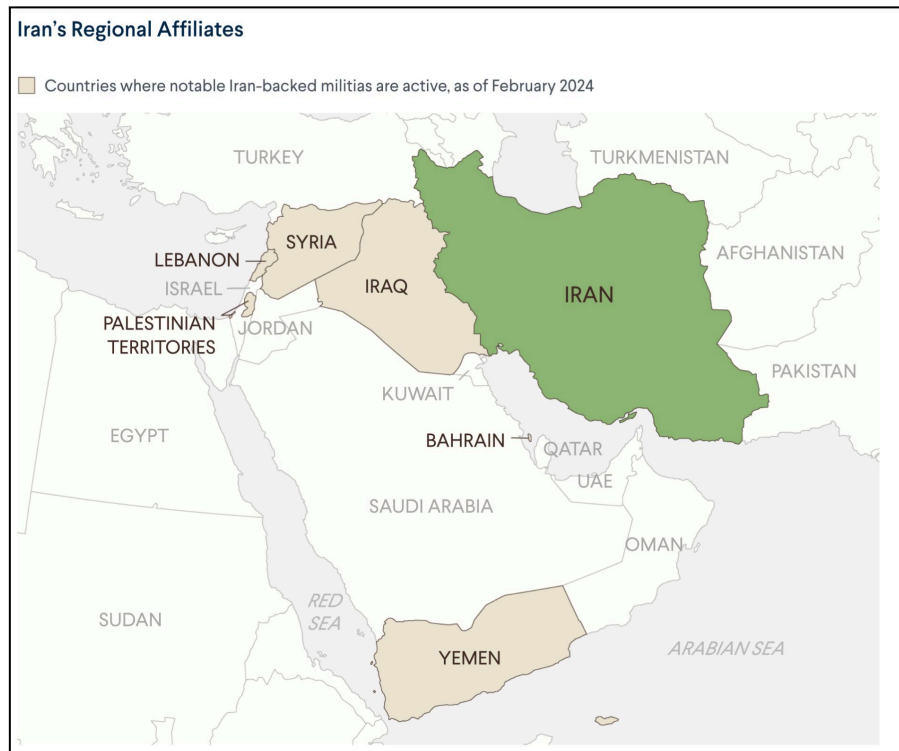 Iran's Regional Affiliates
Countries where notable Iran-backed militias are active, as of February 2024
TURKEY
TURKMENISTAN
SYRIA
AFGHANISTAN
LEBANON
IRAQ
ISRAEL
IRAN
PALESTINIAN
TERRITORIES
JORDAN
PAKISTAN
KUWAIT
EGYPT
BAHRAIN
QATAR
UAE
SAUDI ARABIA
OMAN
RED
SEA
SUDAN
ARABIAN SEA
YEMEN